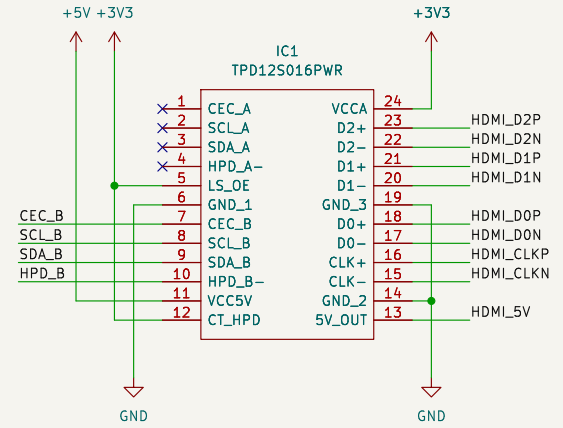 +5V +3V3
+3V3
IC1
TPD12S016PWR
1 CEC_A VCCA 24
2 SCL_A D2+ 23 HDMI_D2P
3 SDA_A D2- 22 HDMI_D2N
4 HPD_A- D1+ 21 HDMI_D1P
5 LS_OE D1- 20 HDMI_D1N
6 GND_1 GND_3 19
CEC_B 7 CEC_B D0+ 18 HDMI_D0P
SCL_B 8 SCL_B D0- 17 HDMI_D0N
SDA_B 9 SDA_B CLK+ 16 HDMI_CLKP
HPD_B 10 HPD_B- CLK- 15 HDMI_CLKN
11 VCC5V GND_2 14
12 CT_HPD 5V_OUT 13 HDMI_5V
GND
GND